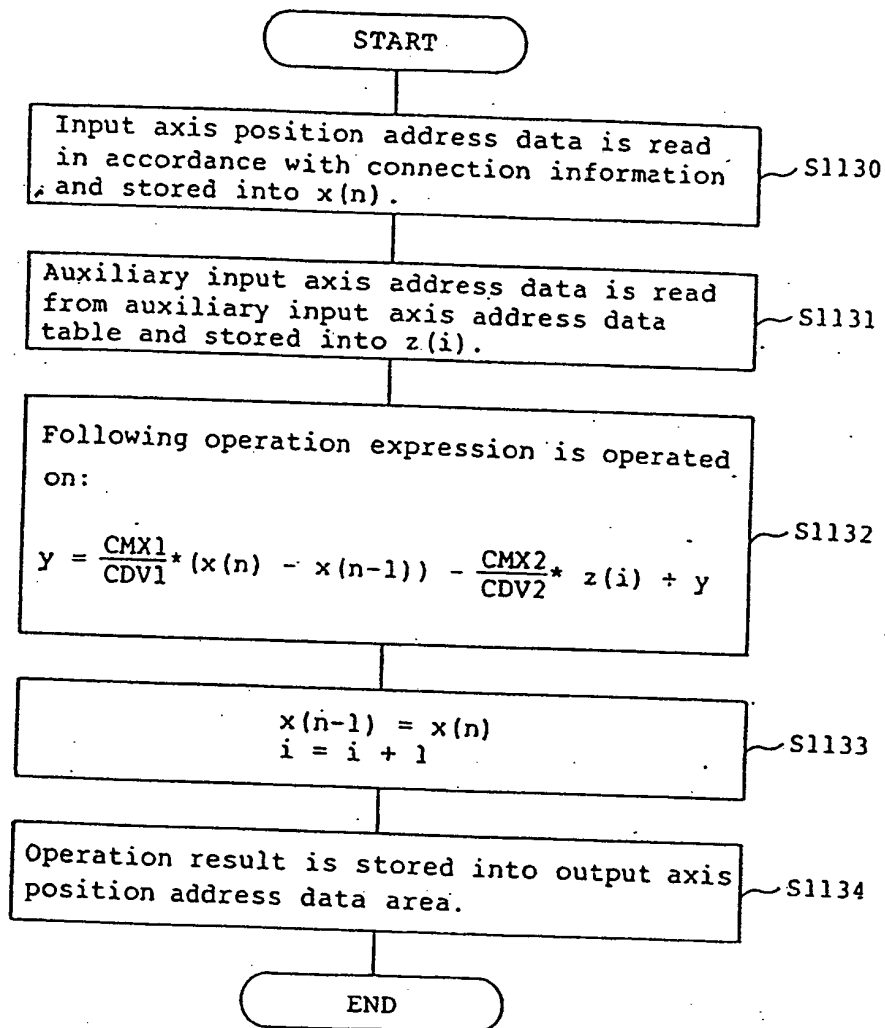 START
Input axis position address data is read
in accordance with connection information
and stored into x(n).
S1130
Auxiliary input axis address data is read
from auxiliary input axis address data
table and stored into z(i).
S1131
Following operation expression is operated
on:
y = CMX1/CDV1 * (x(n) - x(n-1)) - CMX2/CDV2 * z(i) + y
S1132
x(n-1) = x(n)
i = i + 1
S1133
Operation result is stored into output axis
position address data area.
S1134
END